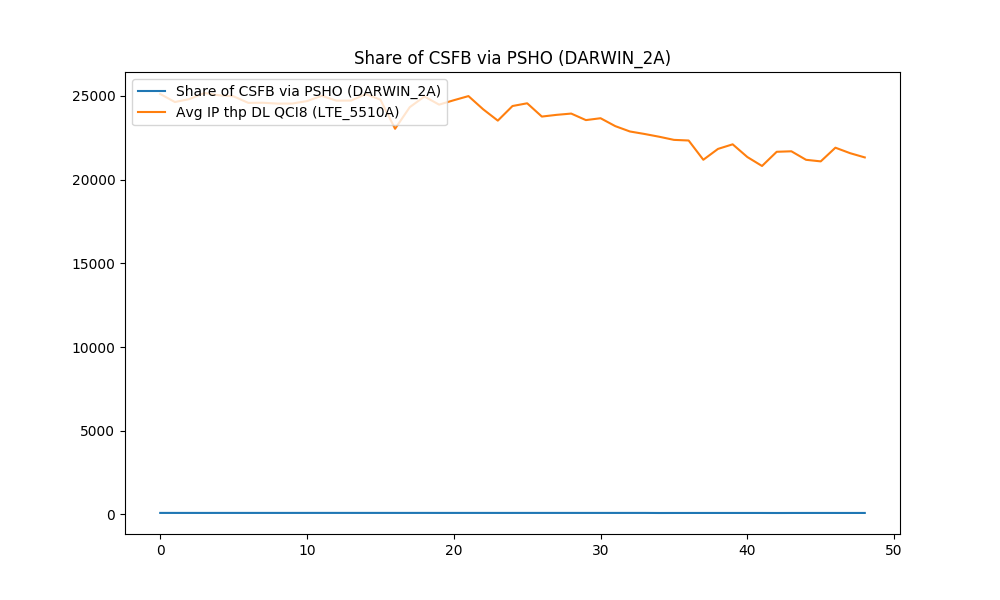 Share of CSFB via PSHO (DARWIN_2A)
Share of CSFB via PSHO (DARWIN_2A)
Avg IP thp DL QCI8 (LTE_5510A)
25000
20000
15000
10000
5000
0
0 10 20 30 40 50